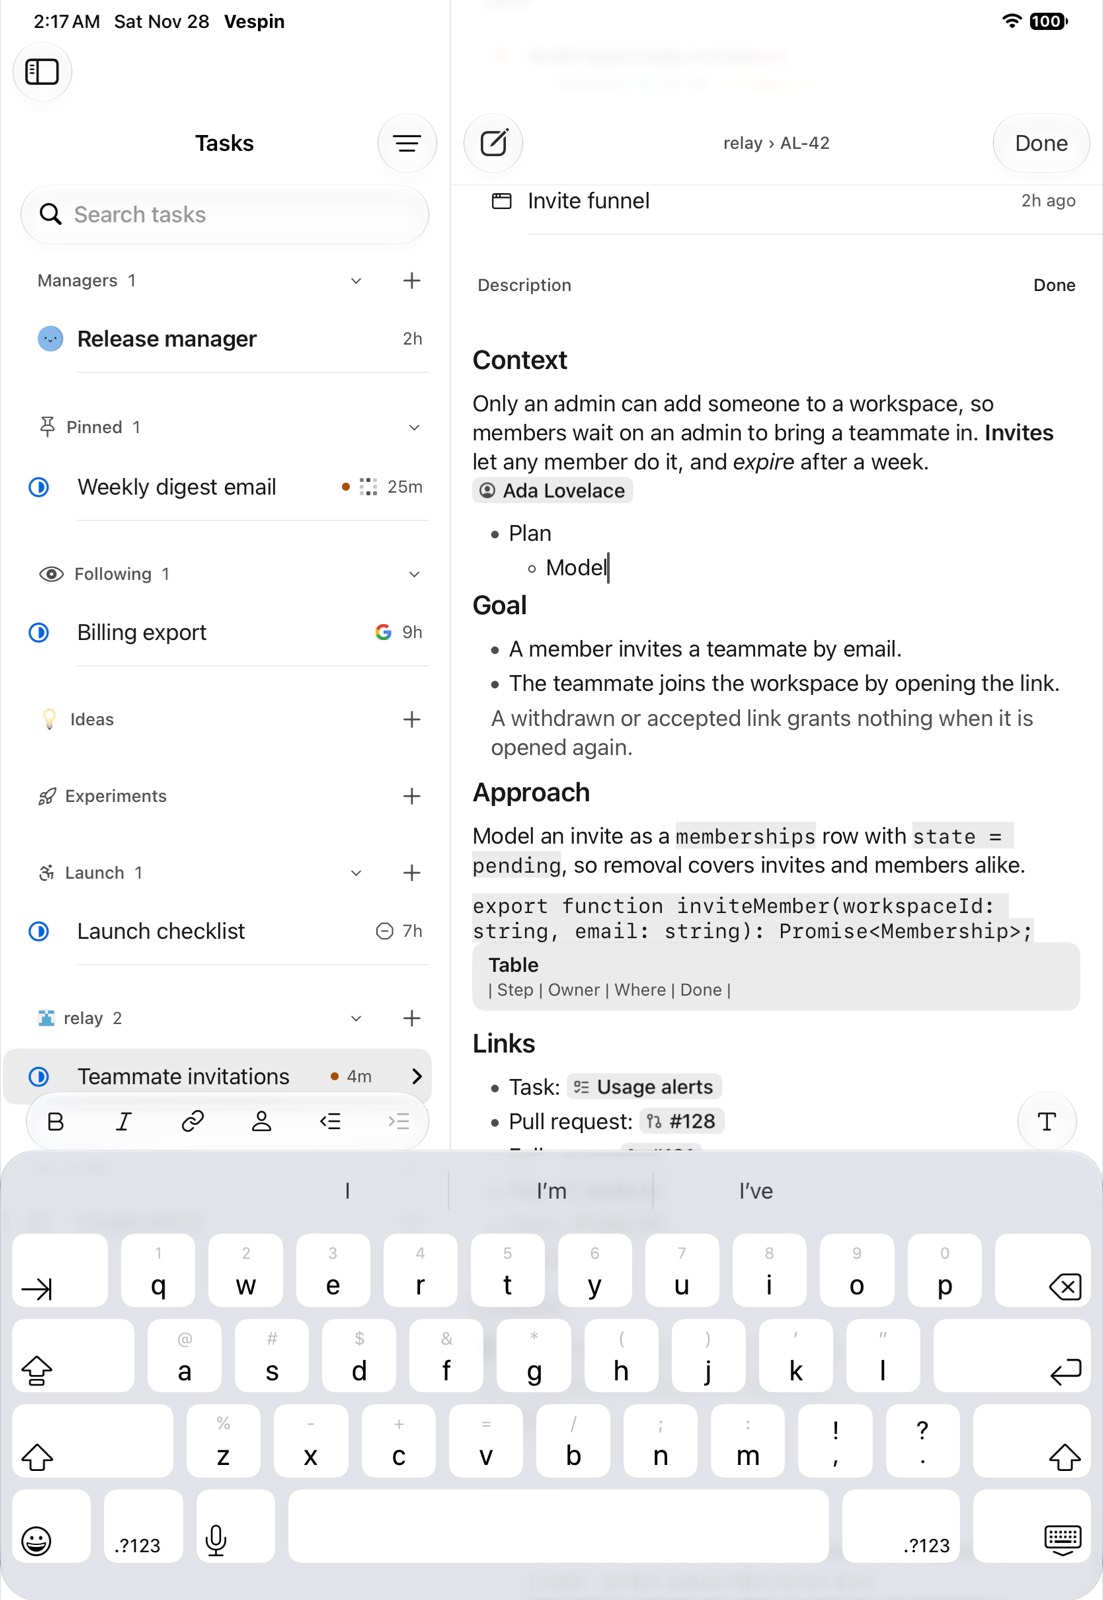 2:17 AM Sat Nov 28 Vespin
100
Tasks
Search tasks
Managers 1
Release manager 2h
Pinned 1
Weekly digest email 25m
Following 1
Billing export 9h
Ideas
Experiments
Launch 1
Launch checklist 7h
relay 2
Teammate invitations 4m
B I
relay › AL-42
Done
Invite funnel 2h ago
Description Done
Context
Only an admin can add someone to a workspace, so
members wait on an admin to bring a teammate in. Invites
let any member do it, and expire after a week.
Ada Lovelace
• Plan
◦ Model
Goal
• A member invites a teammate by email.
• The teammate joins the workspace by opening the link.
A withdrawn or accepted link grants nothing when it is
opened again.
Approach
Model an invite as a memberships row with state =
pending, so removal covers invites and members alike.
export function inviteMember(workspaceId:
string, email: string): Promise<Membership>;
Table
| Step | Owner | Where | Done |
Links
• Task: Usage alerts
• Pull request: #128
T
I I’m I’ve
1 2 3 4 5 6 7 8 9 0
q w e r t y u i o p
@ # $ & * ( ) ' "
a s d f g h j k l
% - + = / ; : ! ?
z x c v b n m , .
.?123 .?123